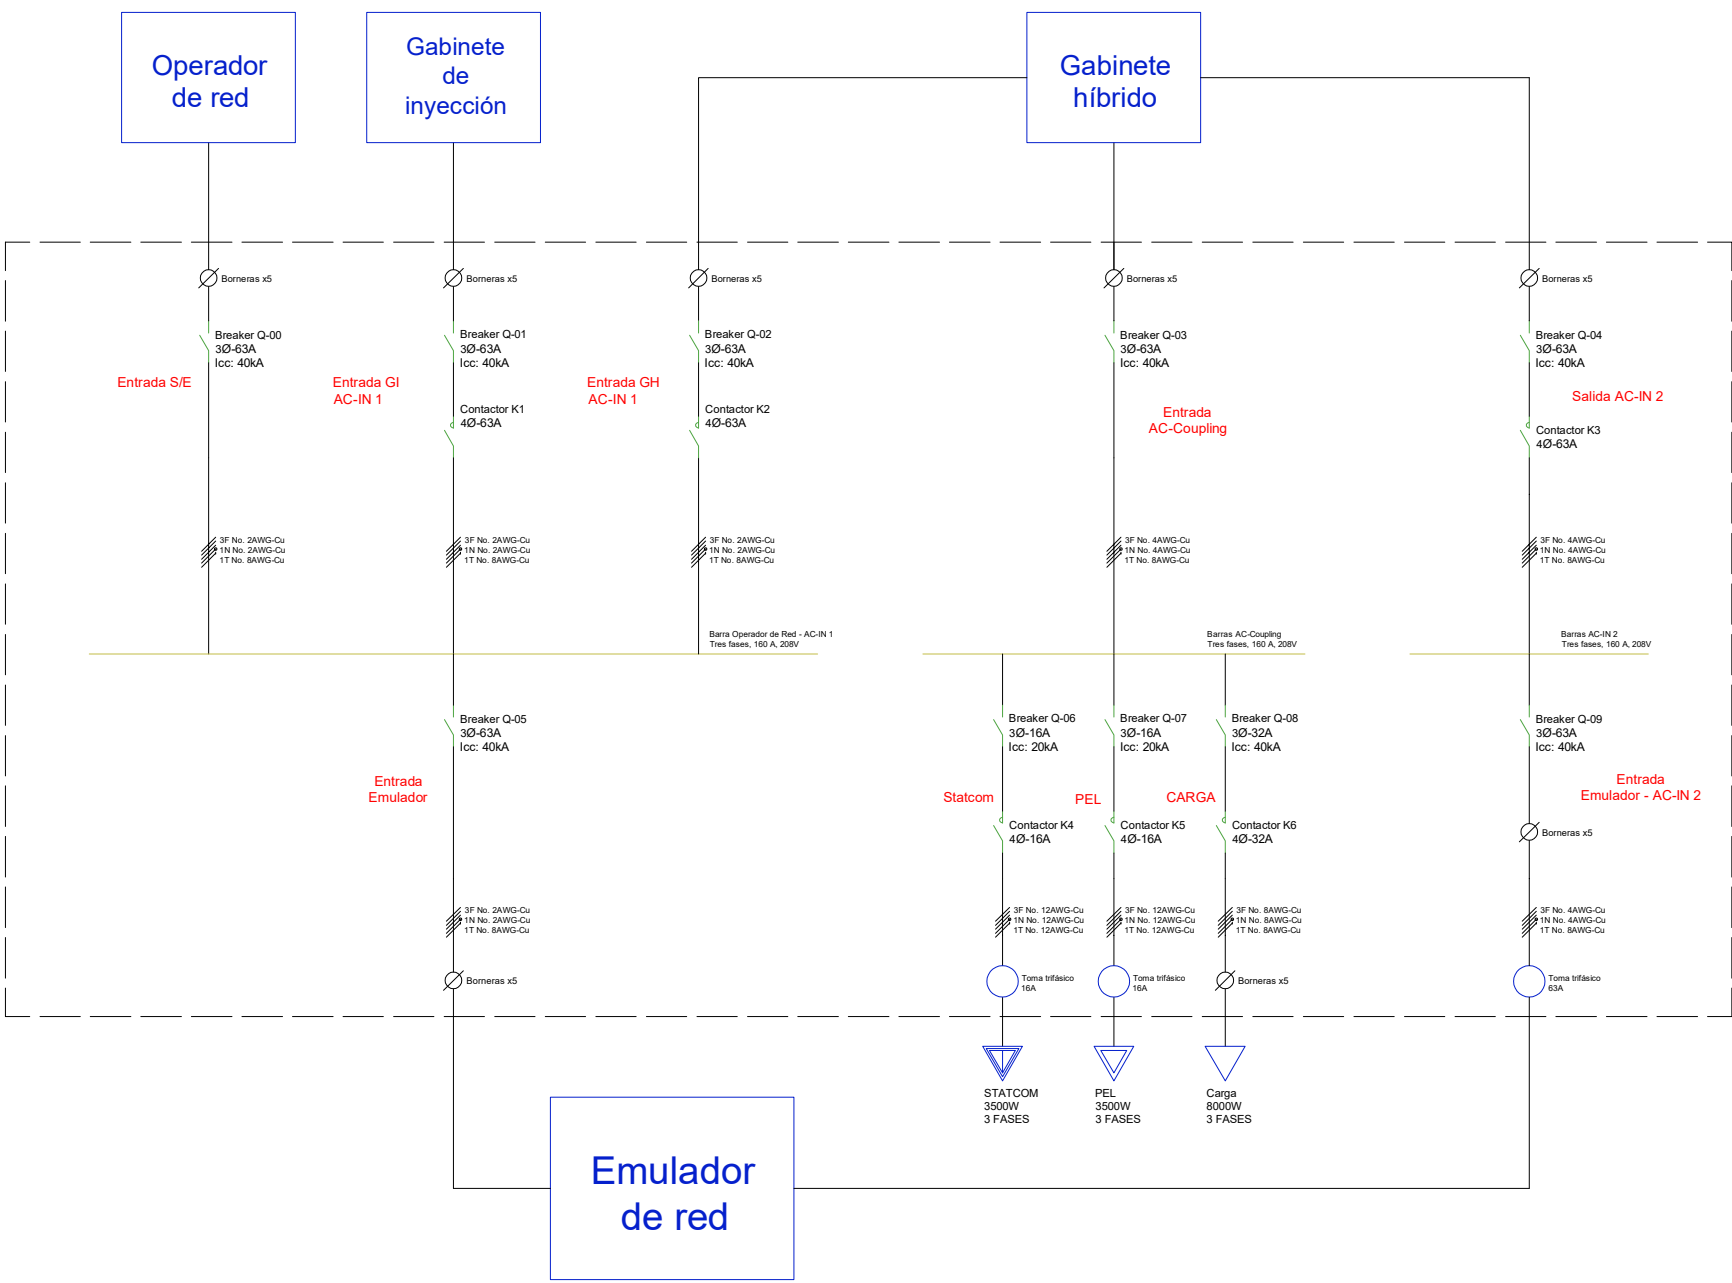 Operador
de red
Gabinete
de
inyección
Gabinete
híbrido
Borneras x5
Borneras x5
Borneras x5
Borneras x5
Borneras x5
Breaker Q-00
3Ø-63A
Icc: 40kA
Entrada S/E
Breaker Q-01
3Ø-63A
Icc: 40kA
Entrada GI
AC-IN 1
Contactor K1
4Ø-63A
Breaker Q-02
3Ø-63A
Icc: 40kA
Entrada GH
AC-IN 1
Contactor K2
4Ø-63A
Breaker Q-03
3Ø-63A
Icc: 40kA
Entrada
AC-Coupling
Breaker Q-04
3Ø-63A
Icc: 40kA
Salida AC-IN 2
Contactor K3
4Ø-63A
3F No. 2AWG-Cu
1N No. 2AWG-Cu
1T No. 8AWG-Cu
3F No. 2AWG-Cu
1N No. 2AWG-Cu
1T No. 8AWG-Cu
3F No. 2AWG-Cu
1N No. 2AWG-Cu
1T No. 8AWG-Cu
3F No. 4AWG-Cu
1N No. 4AWG-Cu
1T No. 8AWG-Cu
3F No. 4AWG-Cu
1N No. 4AWG-Cu
1T No. 8AWG-Cu
Barra Operador de Red - AC-IN 1
Tres fases, 160 A, 208V
Barras AC-Coupling
Tres fases, 160 A, 208V
Barras AC-IN 2
Tres fases, 160 A, 208V
Breaker Q-05
3Ø-63A
Icc: 40kA
Entrada
Emulador
Breaker Q-06
3Ø-16A
Icc: 20kA
Statcom
Contactor K4
4Ø-16A
Breaker Q-07
3Ø-16A
Icc: 20kA
PEL
Contactor K5
4Ø-16A
Breaker Q-08
3Ø-32A
Icc: 40kA
CARGA
Contactor K6
4Ø-32A
Breaker Q-09
3Ø-63A
Icc: 40kA
Entrada
Emulador - AC-IN 2
Borneras x5
3F No. 2AWG-Cu
1N No. 2AWG-Cu
1T No. 8AWG-Cu
3F No. 12AWG-Cu
1N No. 12AWG-Cu
1T No. 12AWG-Cu
3F No. 12AWG-Cu
1N No. 12AWG-Cu
1T No. 12AWG-Cu
3F No. 8AWG-Cu
1N No. 8AWG-Cu
1T No. 8AWG-Cu
3F No. 4AWG-Cu
1N No. 4AWG-Cu
1T No. 8AWG-Cu
Borneras x5
Toma trifásico
16A
Toma trifásico
16A
Borneras x5
Toma trifásico
63A
STATCOM
3500W
3 FASES
PEL
3500W
3 FASES
Carga
8000W
3 FASES
Emulador
de red